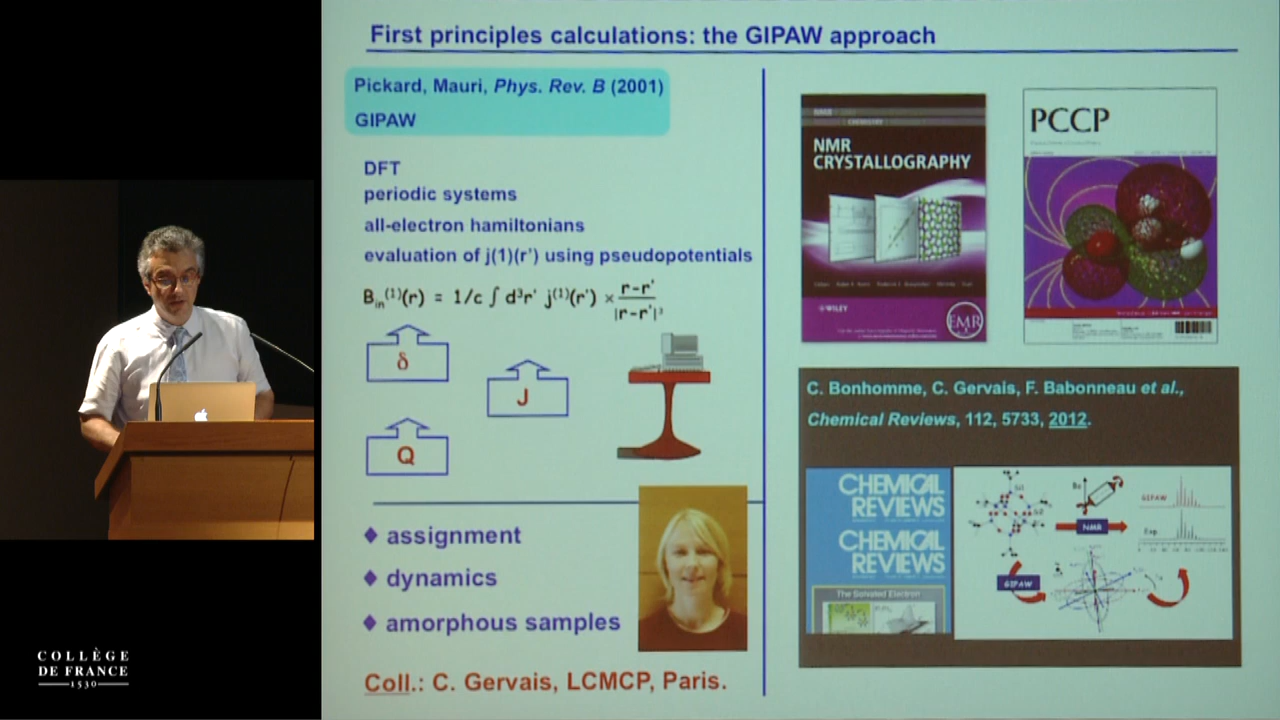 First principles calculations: the GIPAW approach
Pickard, Mauri, Phys. Rev. B (2001)
GIPAW
DFT
periodic systems
all-electron hamiltonians
evaluation of j(1)(r') using pseudopotentials
B_in^(1)(r) = 1/c ∫ d³r' j^(1)(r') × r-r' / |r-r'|³
δ
J
Q
assignment
dynamics
amorphous samples
Coll.: C. Gervais, LCMCP, Paris.
CHEMISTRY
NMR
CRYSTALLOGRAPHY
WILEY
EMR
PCCP
C. Bonhomme, C. Gervais, F. Babonneau et al.,
Chemical Reviews, 112, 5733, 2012.
CHEMICAL
REVIEWS
CHEMICAL
REVIEWS
The Solvated Electron
NMR
GIPAW
Exp.
GIPAW
COLLÈGE
DE FRANCE
1530